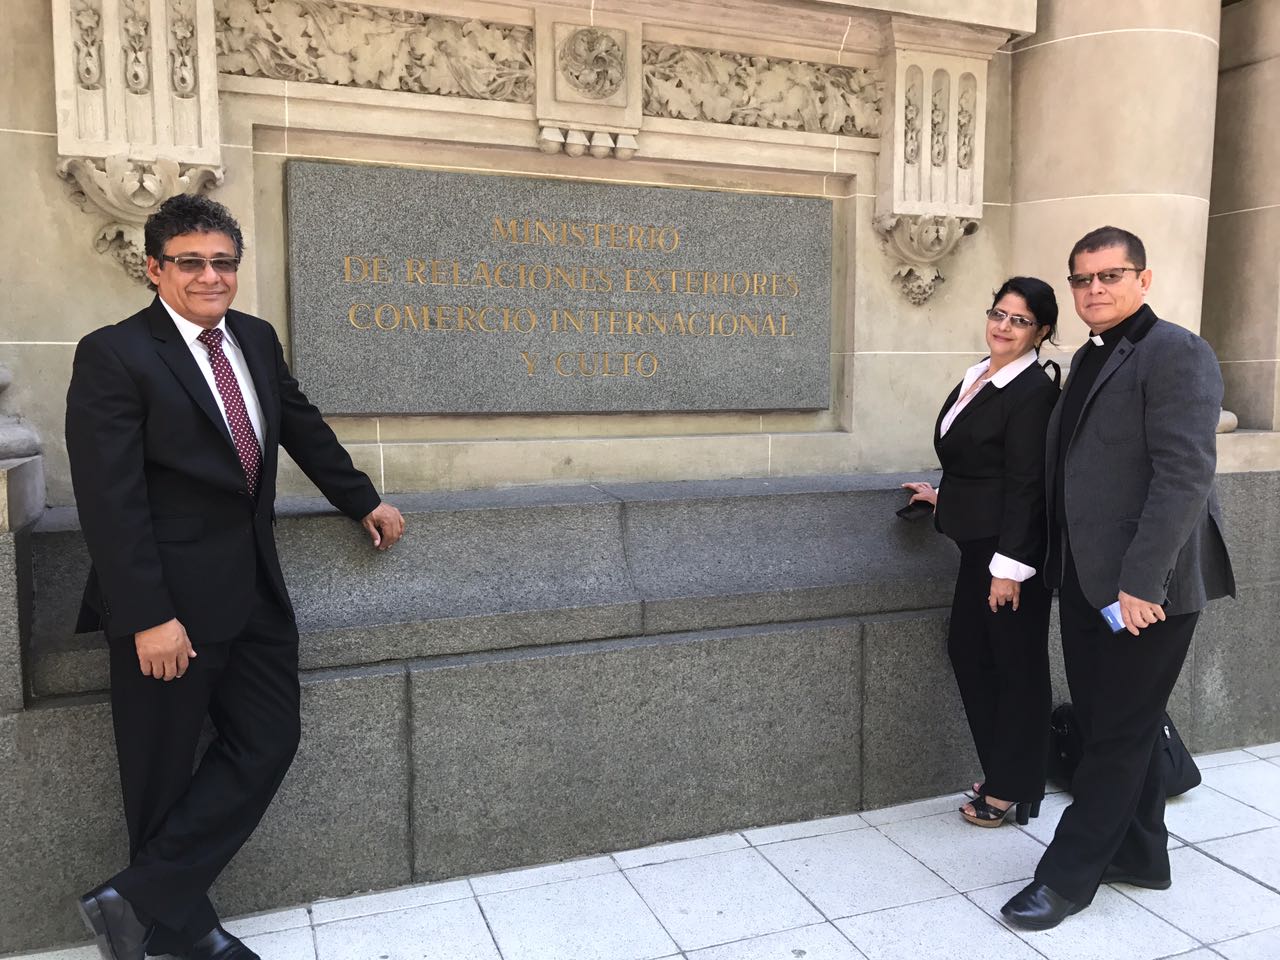 MINISTERIO
DE RELACIONES EXTERIORES
COMERCIO INTERNACIONAL
Y CULTO